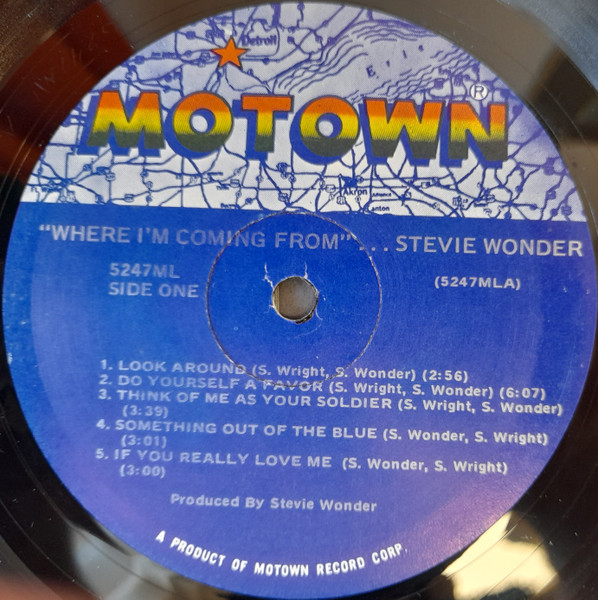 Detroit
E r i
MOTOWN®
Akron
Canton
"WHERE I'M COMING FROM" . . . STEVIE WONDER
5247ML
(5247MLA)
SIDE ONE
1. LOOK AROUND (S. Wright, S. Wonder) (2:56)
2. DO YOURSELF A FAVOR (S. Wright, S. Wonder) (6:07)
3. THINK OF ME AS YOUR SOLDIER (S. Wright, S. Wonder)
(3:39)
4. SOMETHING OUT OF THE BLUE (S. Wonder, S. Wright)
(3:01)
5. IF YOU REALLY LOVE ME (S. Wonder, S. Wright)
(3:00)
Produced By Stevie Wonder
A PRODUCT OF MOTOWN RECORD CORP.